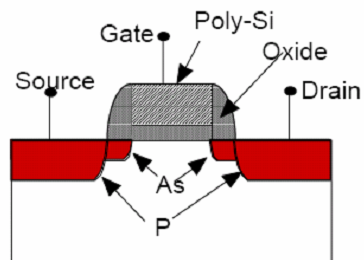 Poly-Si
Gate
Oxide
Source
Drain
As
P